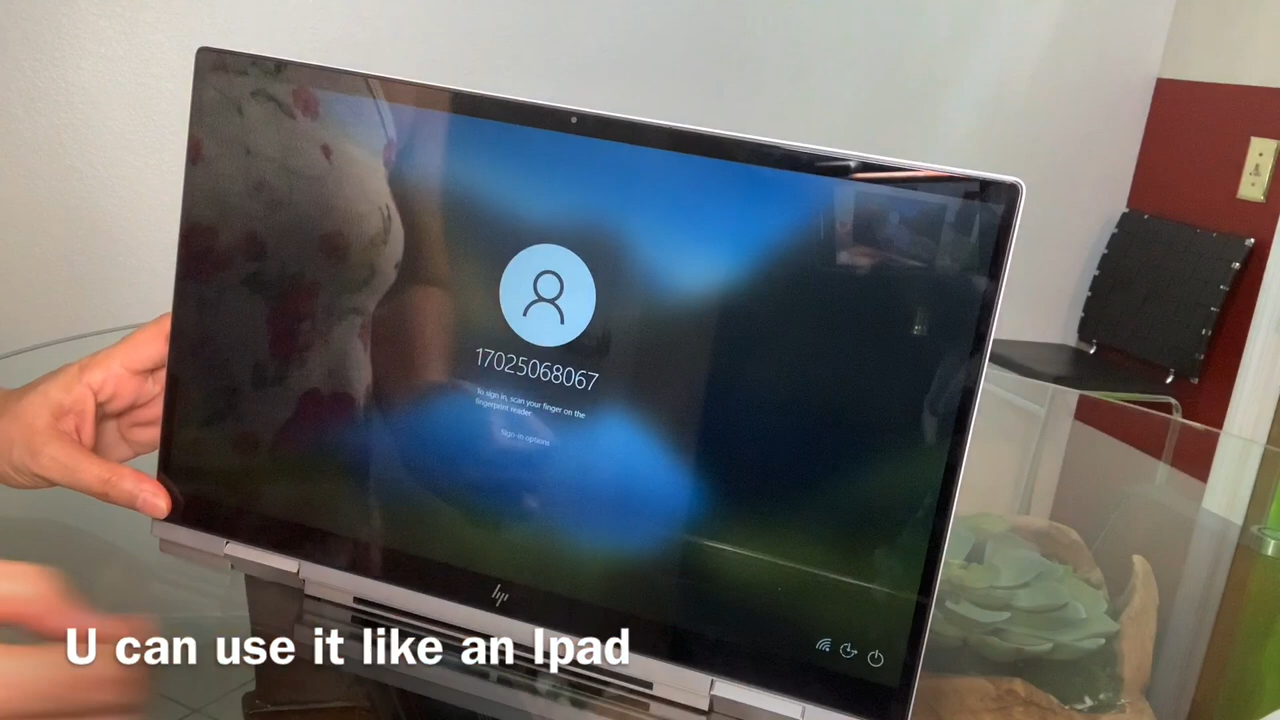 17025068067
To sign in, scan your finger on the
fingerprint reader.
Sign-in options
hp
U can use it like an Ipad